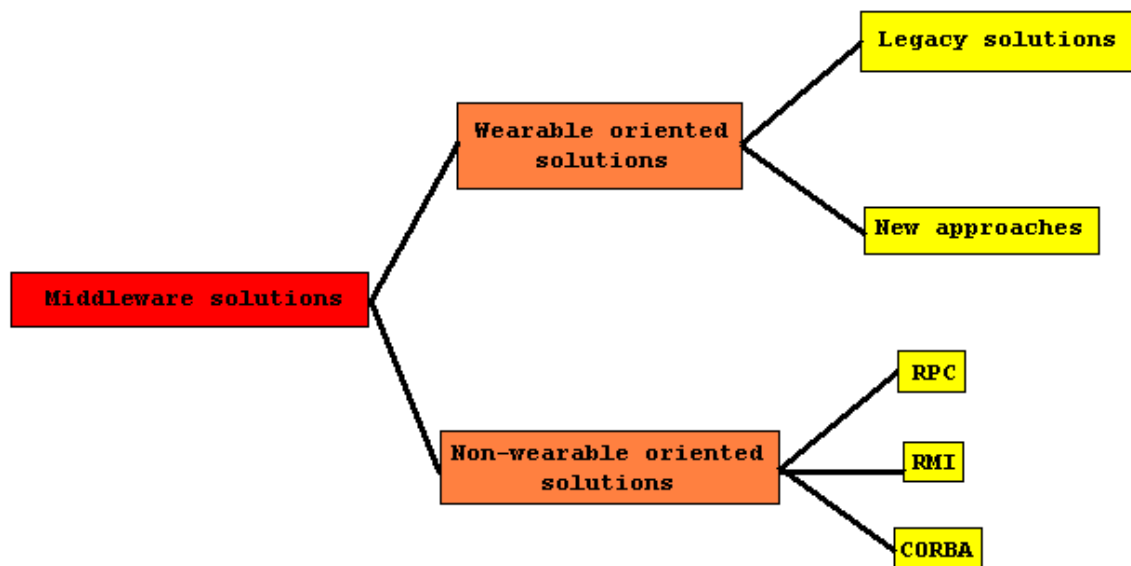 Legacy solutions
Wearable oriented
solutions
New approaches
Middleware solutions
RPC
Non-wearable oriented
solutions
RMI
CORBA